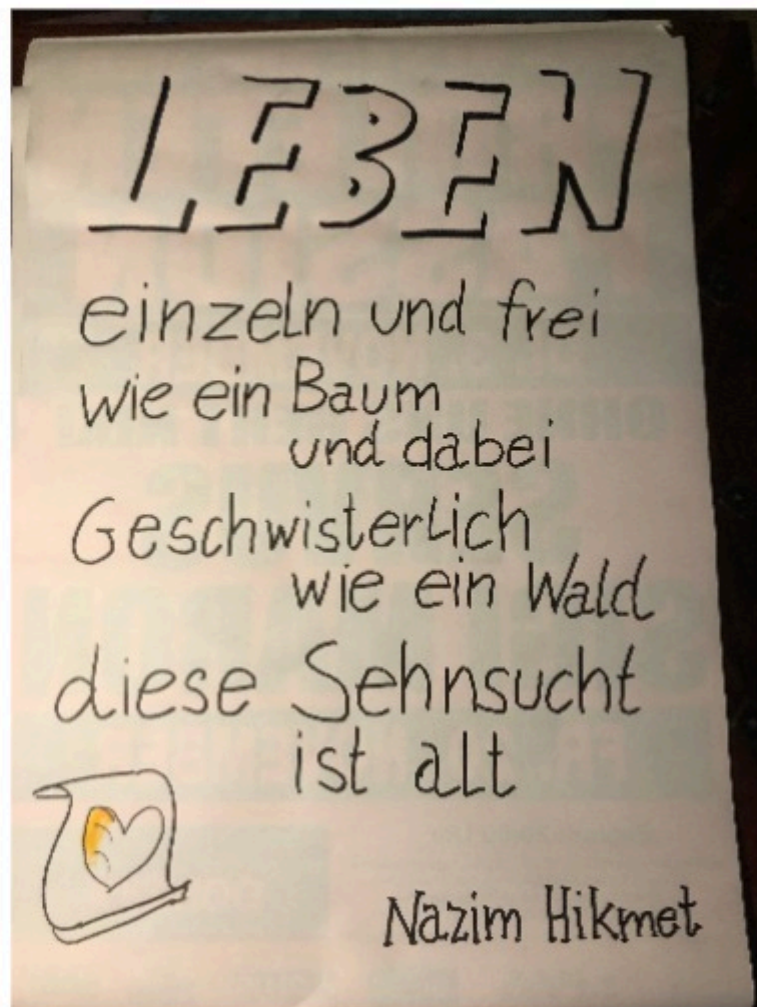 LEBEN
einzeln und frei
wie ein Baum
und dabei
Geschwisterlich
wie ein Wald
diese Sehnsucht
ist alt
Nazim Hikmet